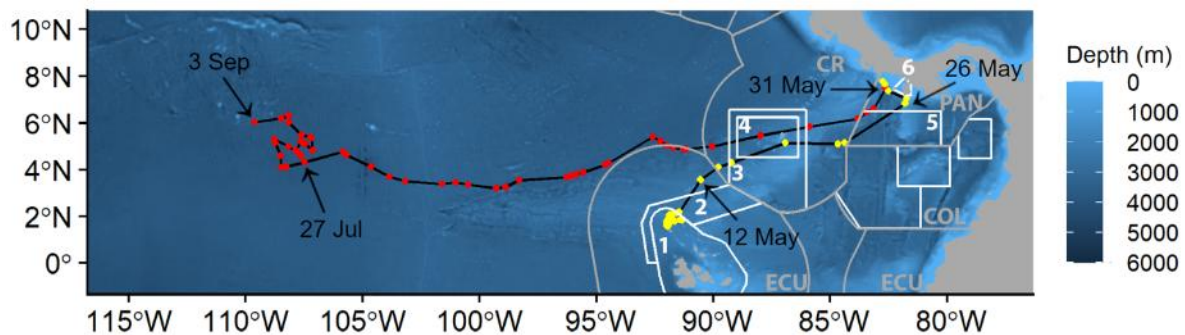 10°N
8°N
6°N
4°N
2°N
0°
3 Sep
27 Jul
31 May
26 May
12 May
CR
PAN
COL
ECU
ECU
1
2
3
4
5
6
115°W
110°W
105°W
100°W
95°W
90°W
85°W
80°W
Depth (m)
0
1000
2000
3000
4000
5000
6000